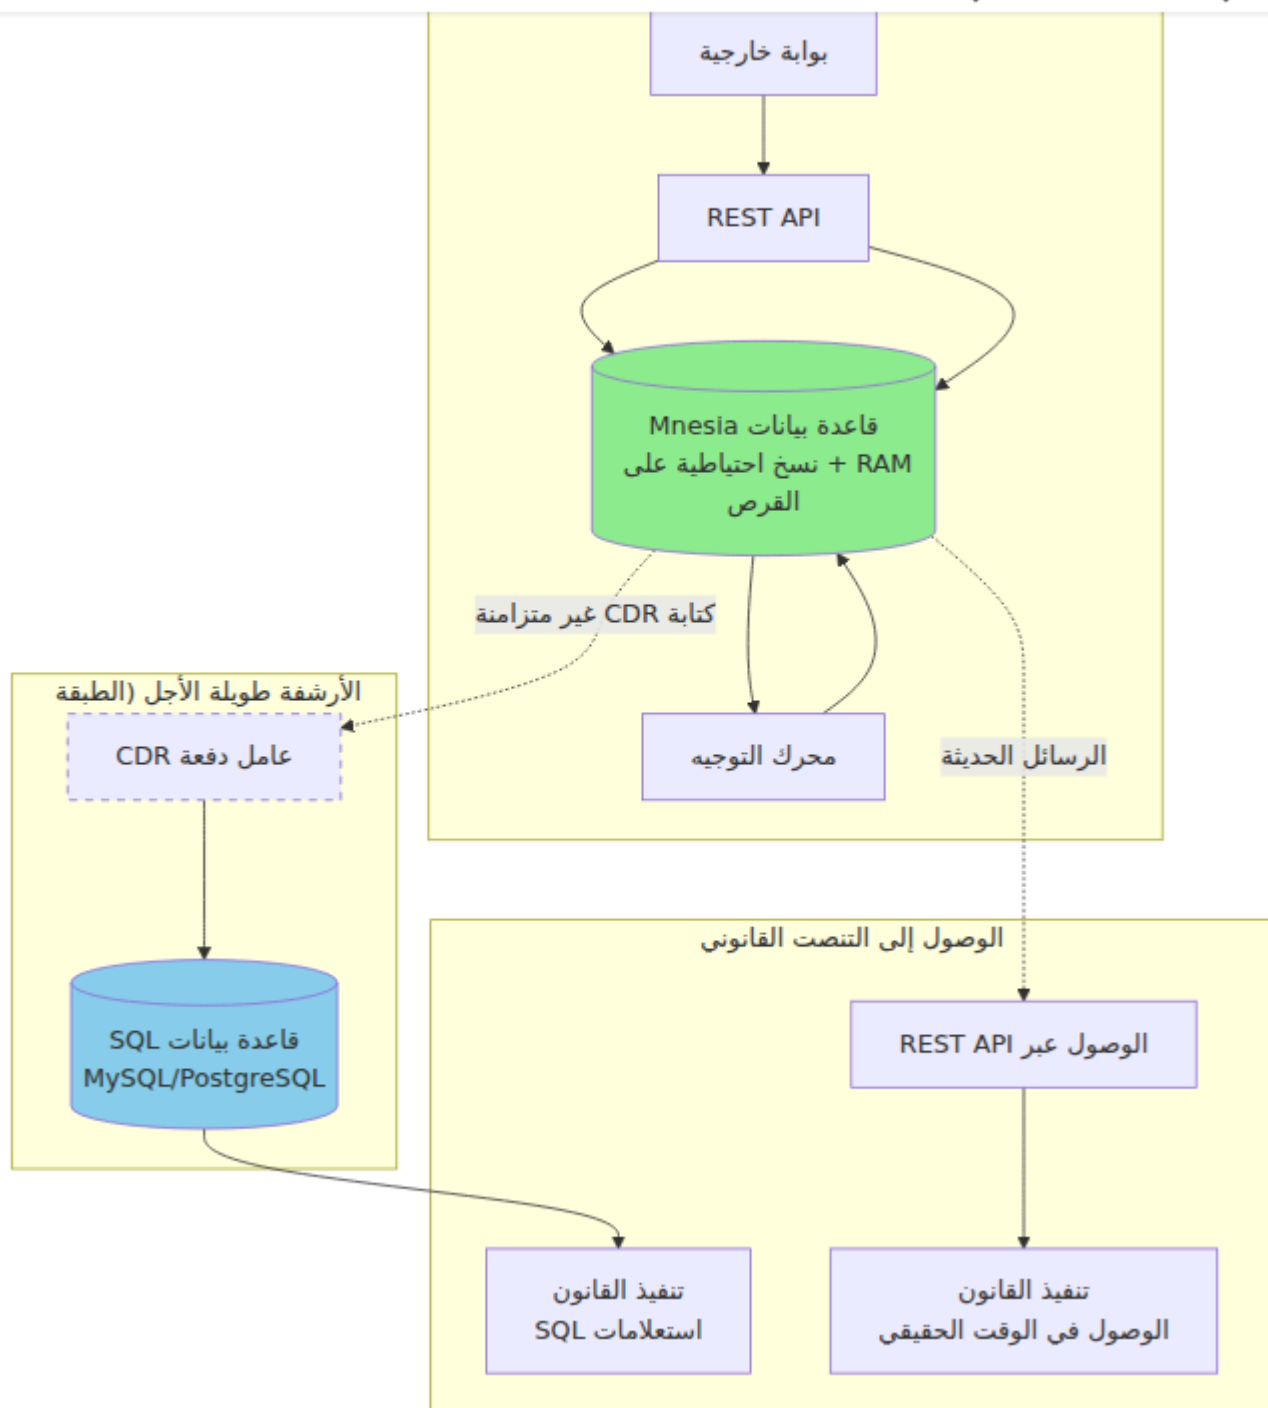 بوابة خارجية
REST API
قاعدة بيانات Mnesia
RAM + نسخ احتياطية على
القرص
كتابة CDR غير متزامنة
الأرشفة طويلة الأجل (الطبقة
عامل دفعة CDR
محرك التوجيه
الرسائل الحديثة
الوصول إلى التنصت القانوني
قاعدة بيانات SQL
MySQL/PostgreSQL
الوصول عبر REST API
تنفيذ القانون
استعلامات SQL
تنفيذ القانون
الوصول في الوقت الحقيقي